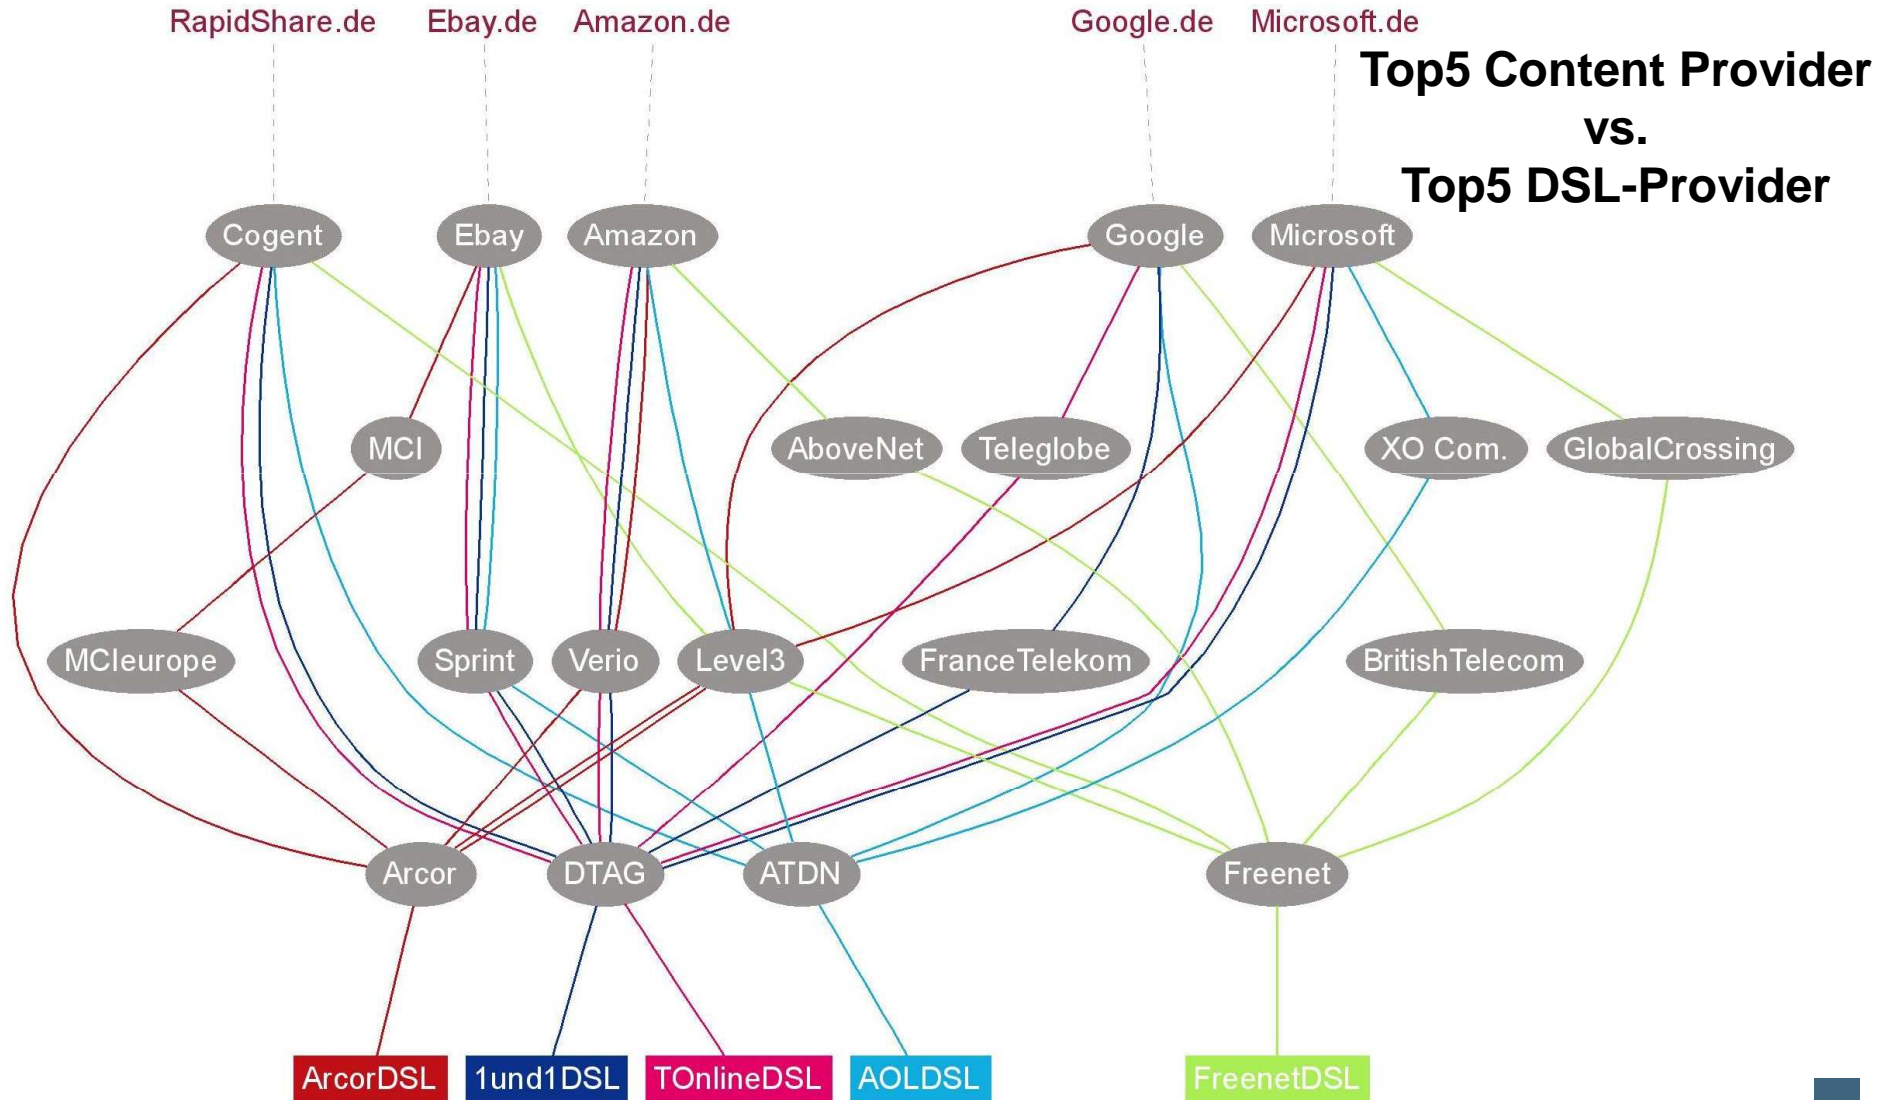 RapidShare.de Ebay.de Amazon.de Google.de Microsoft.de
Top5 Content Provider
vs.
Top5 DSL-Provider
Cogent Ebay Amazon Google Microsoft
MCI AboveNet Teleglobe XO Com. GlobalCrossing
MCIeurope Sprint Verio Level3 FranceTelekom BritishTelecom
Arcor DTAG ATDN Freenet
ArcorDSL 1und1DSL TOnlineDSL AOLDSL FreenetDSL